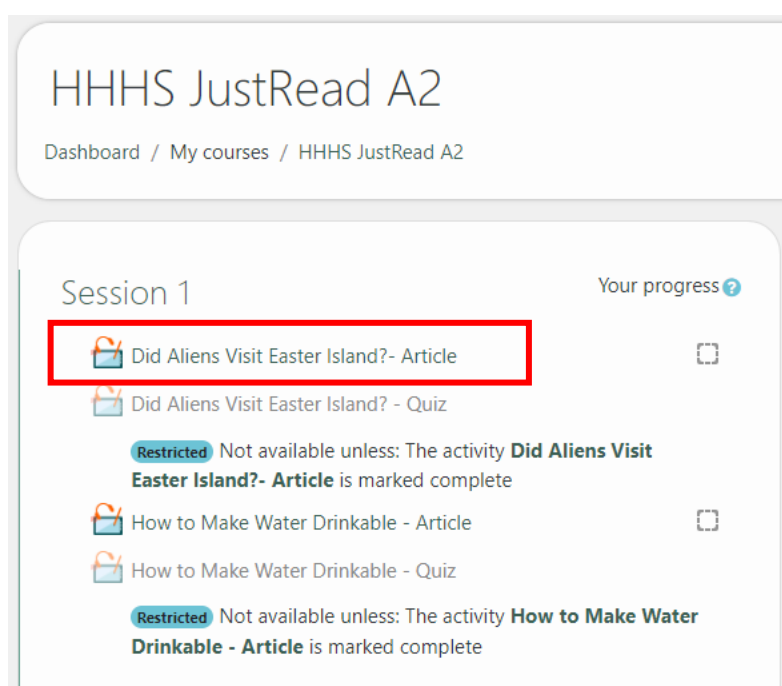 HHHS JustRead A2
Dashboard / My courses / HHHS JustRead A2
Session 1
Your progress
Did Aliens Visit Easter Island?- Article
Did Aliens Visit Easter Island? - Quiz
Restricted Not available unless: The activity Did Aliens Visit
Easter Island?- Article is marked complete
How to Make Water Drinkable - Article
How to Make Water Drinkable - Quiz
Restricted Not available unless: The activity How to Make Water
Drinkable - Article is marked complete